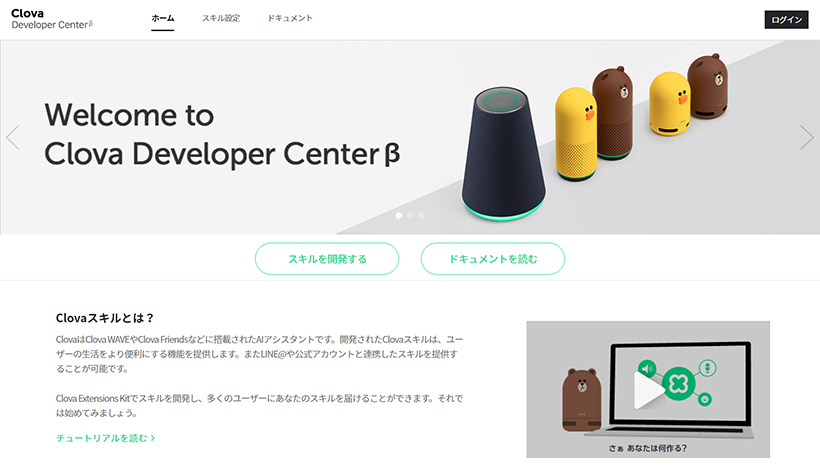 Clova
Developer Center β
ホーム
スキル設定
ドキュメント
ログイン
Welcome to
Clova Developer Center β
スキルを開発する
ドキュメントを読む
Clovaスキルとは？
ClovaはClova WAVEやClova Friendsなどに搭載されたAIアシスタントです。開発されたClovaスキルは、ユー
ザーの生活をより便利にする機能を提供します。またLINE@や公式アカウントと連携したスキルを提供す
ることが可能です。
Clova Extensions Kitでスキルを開発し、多くのユーザーにあなたのスキルを届けることができます。それで
は始めてみましょう。
チュートリアルを読む
さぁ あなたは何作る?